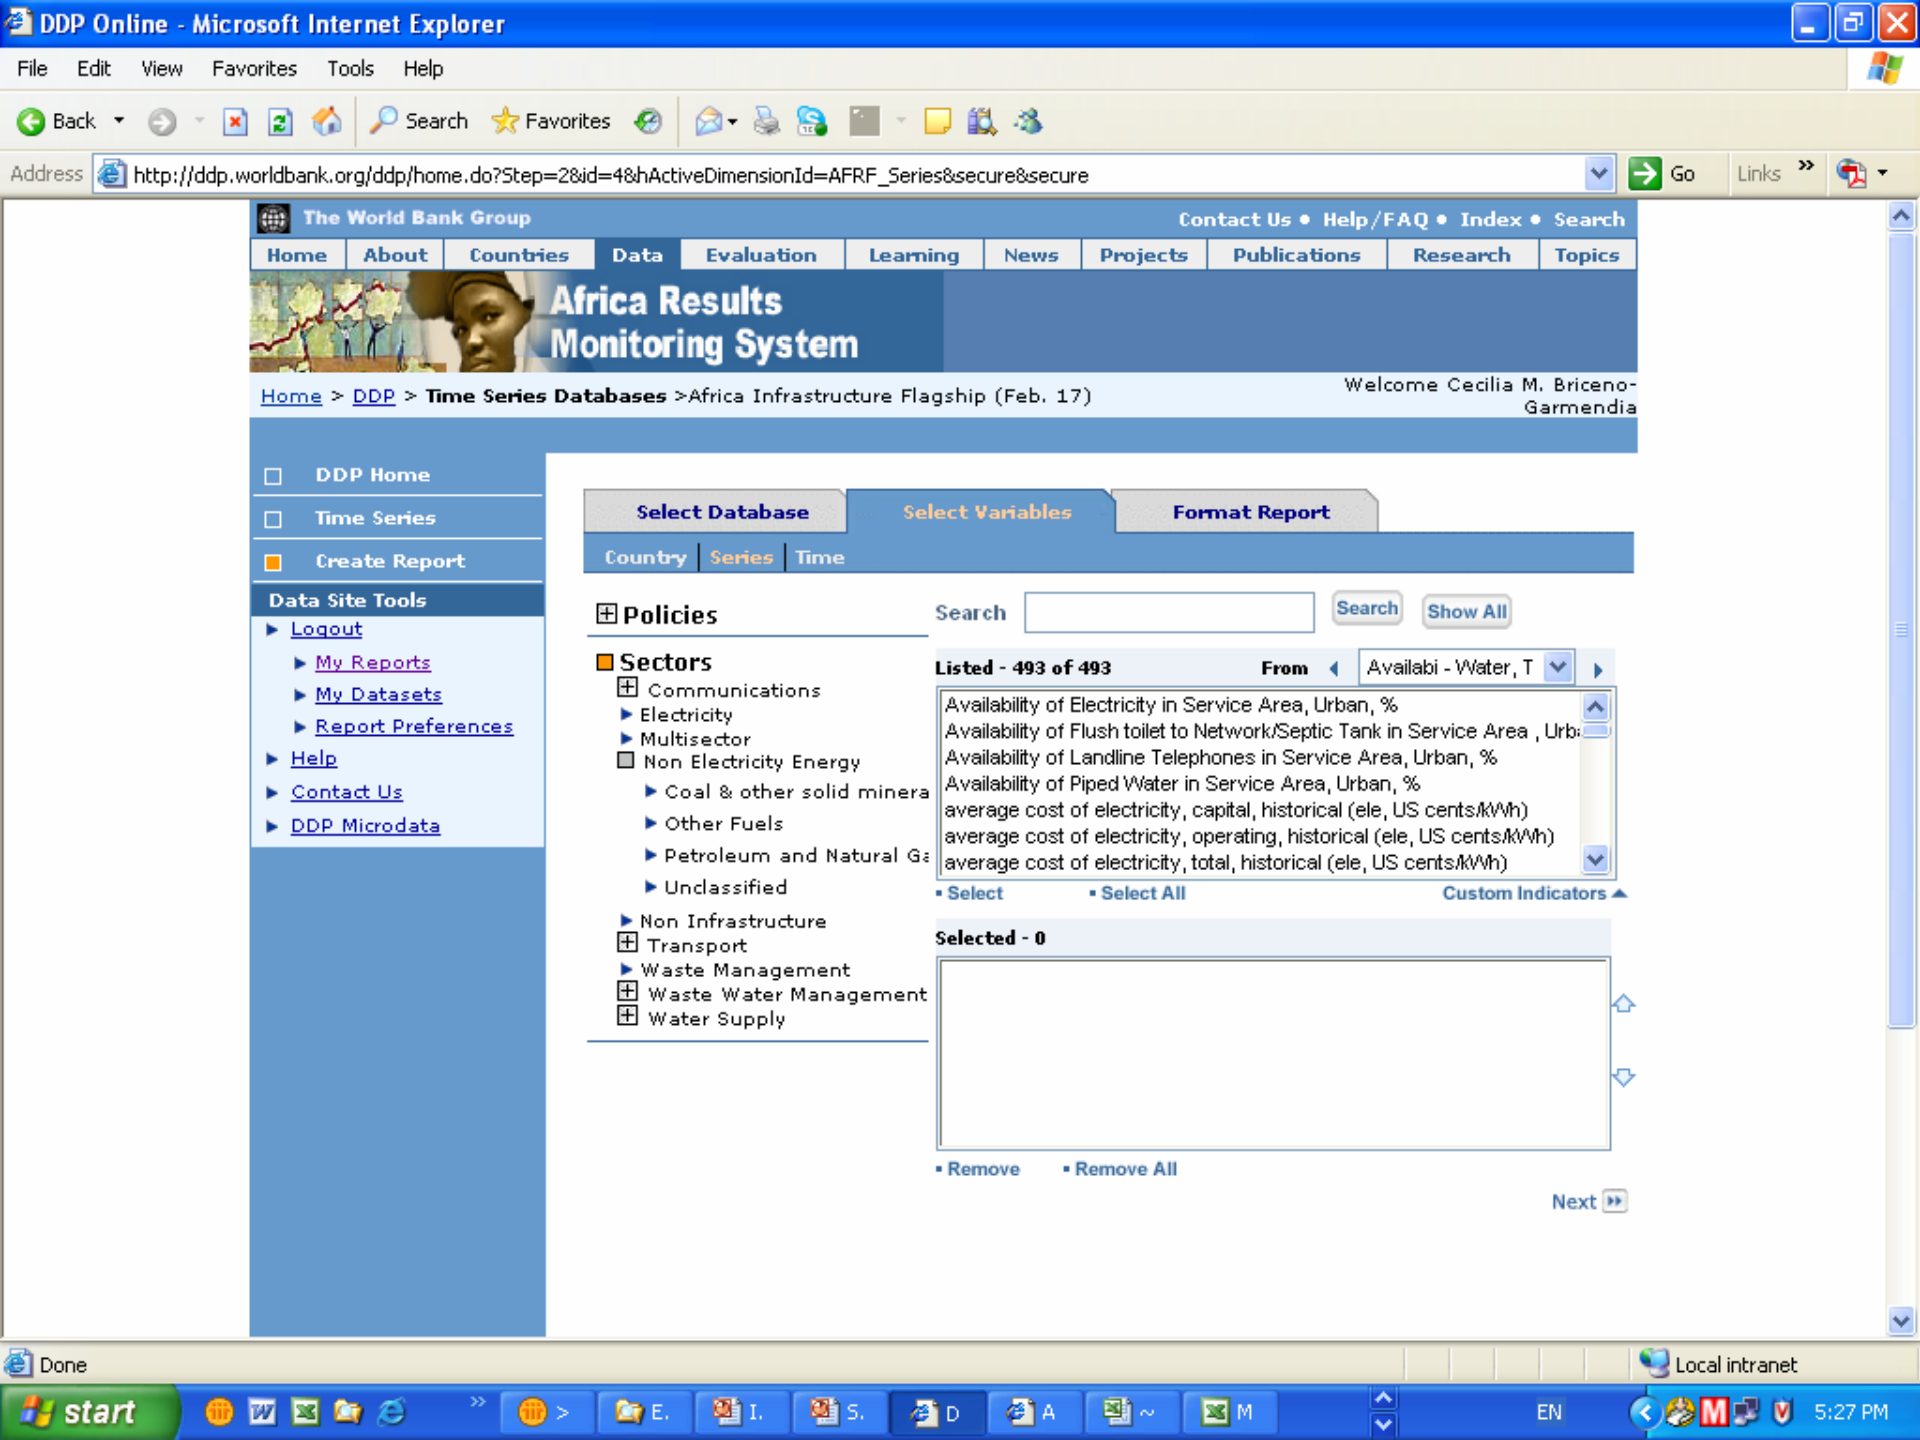 DDP Online - Microsoft Internet Explorer
File Edit View Favorites Tools Help
Back Search Favorites
Address http://ddp.worldbank.org/ddp/home.do?Step=2&id=4&hActiveDimensionId=AFRF_Series&secure&secure Go Links »
The World Bank Group Contact Us • Help/FAQ • Index • Search
Home About Countries Data Evaluation Learning News Projects Publications Research Topics
Africa Results
Monitoring System
Home > DDP > Time Series Databases >Africa Infrastructure Flagship (Feb. 17)
Welcome Cecilia M. Briceno-
Garmendia
DDP Home
Time Series
Create Report
Data Site Tools
Logout
My Reports
My Datasets
Report Preferences
Help
Contact Us
DDP Microdata
Select Database Select Variables Format Report
Country Series Time
Policies
Sectors
Communications
Electricity
Multisector
Non Electricity Energy
Coal & other solid minera
Other Fuels
Petroleum and Natural Ga
Unclassified
Non Infrastructure
Transport
Waste Management
Waste Water Management
Water Supply
Search Search Show All
Listed - 493 of 493 From Availabi - Water, T
Availability of Electricity in Service Area, Urban, %
Availability of Flush toilet to Network/Septic Tank in Service Area , Urb
Availability of Landline Telephones in Service Area, Urban, %
Availability of Piped Water in Service Area, Urban, %
average cost of electricity, capital, historical (ele, US cents/kWh)
average cost of electricity, operating, historical (ele, US cents/kWh)
average cost of electricity, total, historical (ele, US cents/kWh)
Select Select All Custom Indicators
Selected - 0
Remove Remove All
Next
Done Local intranet
start » > E. I. S. D A ~ M EN 5:27 PM